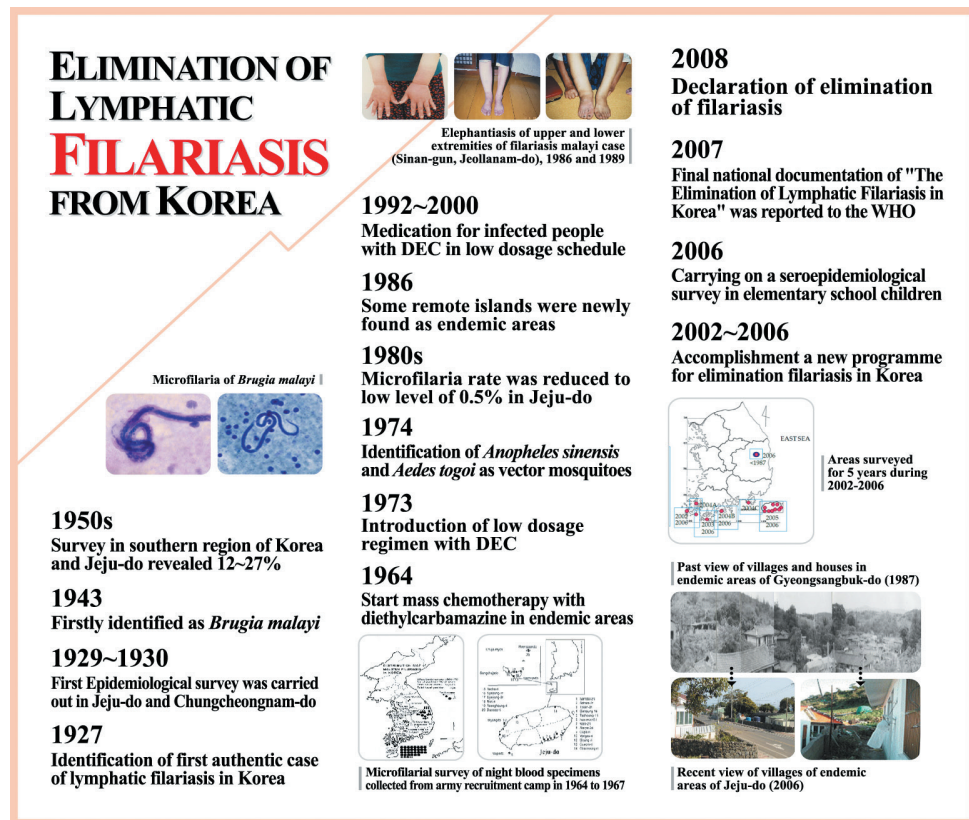 ELIMINATION OF
LYMPHATIC
FILARIASIS
FROM KOREA
Microfilaria of Brugia malayi
1950s
Survey in southern region of Korea
and Jeju-do revealed 12~27%
1943
Firstly identified as Brugia malayi
1929~1930
First Epidemiological survey was carried
out in Jeju-do and Chungcheongnam-do
1927
Identification of first authentic case
of lymphatic filariasis in Korea
Elephantiasis of upper and lower
extremities of filariasis malayi case
(Sinan-gun, Jeollanam-do), 1986 and 1989
1992~2000
Medication for infected people
with DEC in low dosage schedule
1986
Some remote islands were newly
found as endemic areas
1980s
Microfilaria rate was reduced to
low level of 0.5% in Jeju-do
1974
Identification of Anopheles sinensis
and Aedes togoi as vector mosquitoes
1973
Introduction of low dosage
regimen with DEC
1964
Start mass chemotherapy with
diethylcarbamazine in endemic areas
Jeju-do
Microfilarial survey of night blood specimens
collected from army recruitment camp in 1964 to 1967
2008
Declaration of elimination
of filariasis
2007
Final national documentation of "The
Elimination of Lymphatic Filariasis in
Korea" was reported to the WHO
2006
Carrying on a seroepidemiological
survey in elementary school children
2002~2006
Accomplishment a new programme
for elimination filariasis in Korea
EAST SEA
2006
<1987
2004A
2005
2006
Areas surveyed
for 5 years during
2002-2006
Past view of villages and houses in
endemic areas of Gyeongsangbuk-do (1987)
Recent view of villages of endemic
areas of Jeju-do (2006)